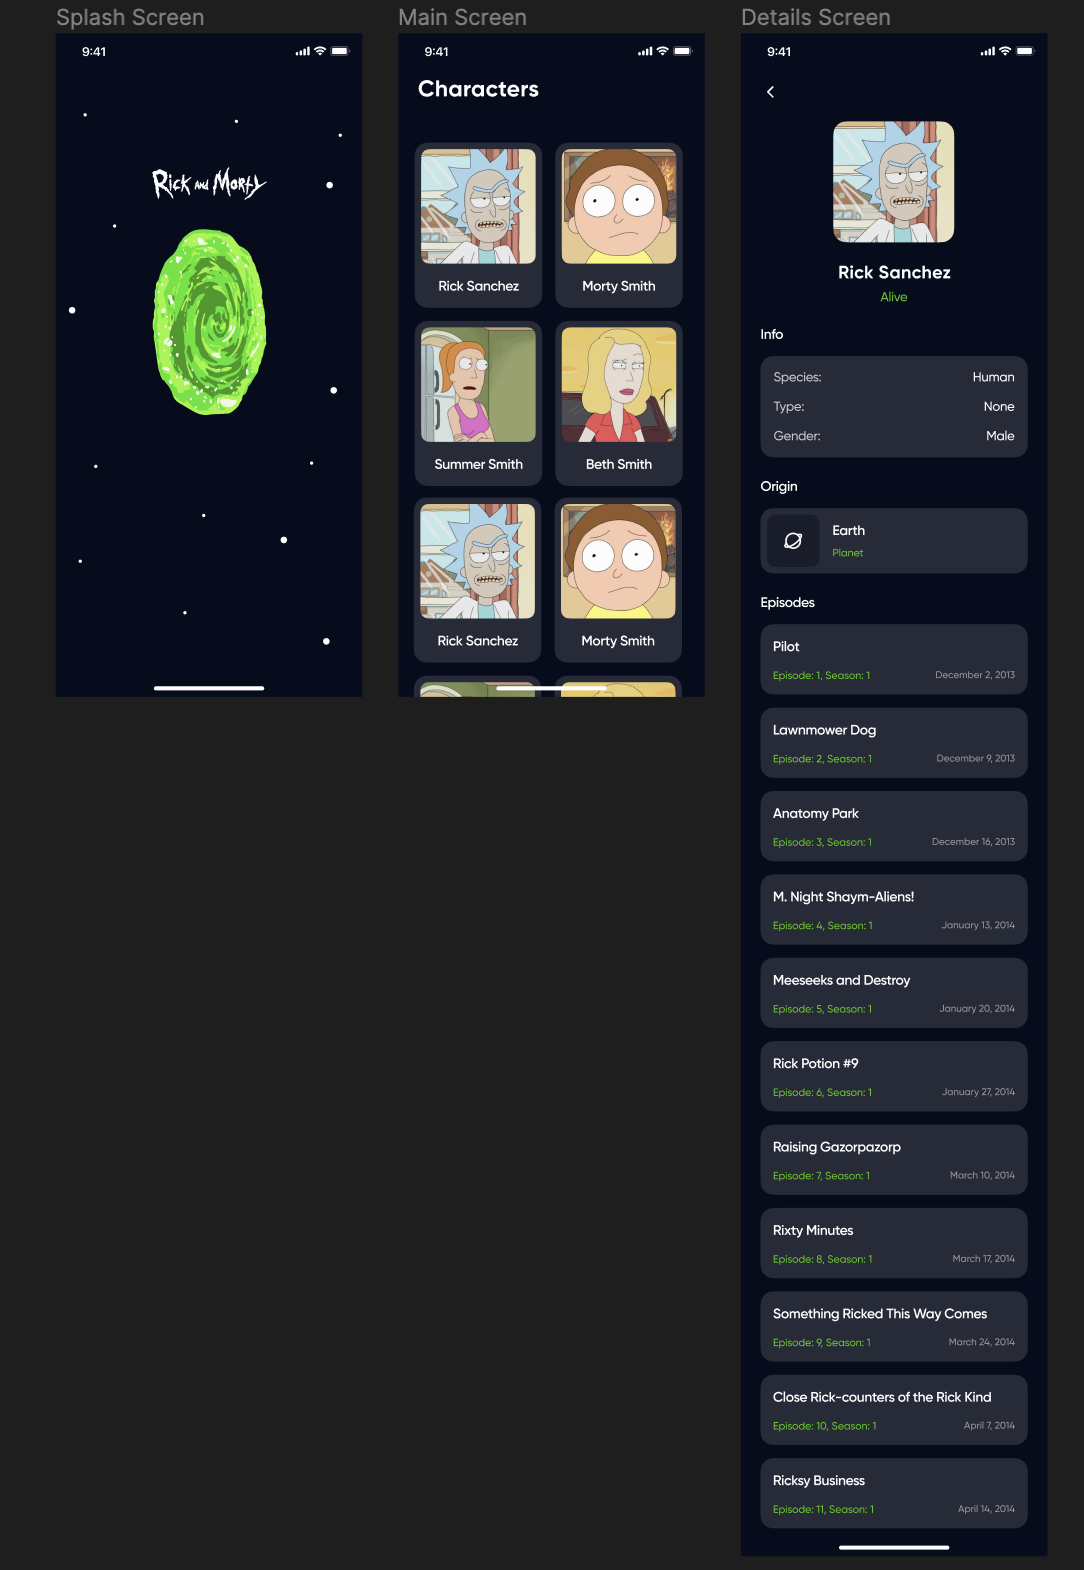 Splash Screen
9:41
Rick and Morty
Main Screen
9:41
Characters
Rick Sanchez
Morty Smith
Summer Smith
Beth Smith
Rick Sanchez
Morty Smith
Details Screen
9:41
Rick Sanchez
Alive
Info
Species: Human
Type: None
Gender: Male
Origin
Earth
Planet
Episodes
Pilot
Episode: 1, Season: 1 December 2, 2013
Lawnmower Dog
Episode: 2, Season: 1 December 9, 2013
Anatomy Park
Episode: 3, Season: 1 December 16, 2013
M. Night Shaym-Aliens!
Episode: 4, Season: 1 January 13, 2014
Meeseeks and Destroy
Episode: 5, Season: 1 January 20, 2014
Rick Potion #9
Episode: 6, Season: 1 January 27, 2014
Raising Gazorpazorp
Episode: 7, Season: 1 March 10, 2014
Rixty Minutes
Episode: 8, Season: 1 March 17, 2014
Something Ricked This Way Comes
Episode: 9, Season: 1 March 24, 2014
Close Rick-counters of the Rick Kind
Episode: 10, Season: 1 April 7, 2014
Ricksy Business
Episode: 11, Season: 1 April 14, 2014